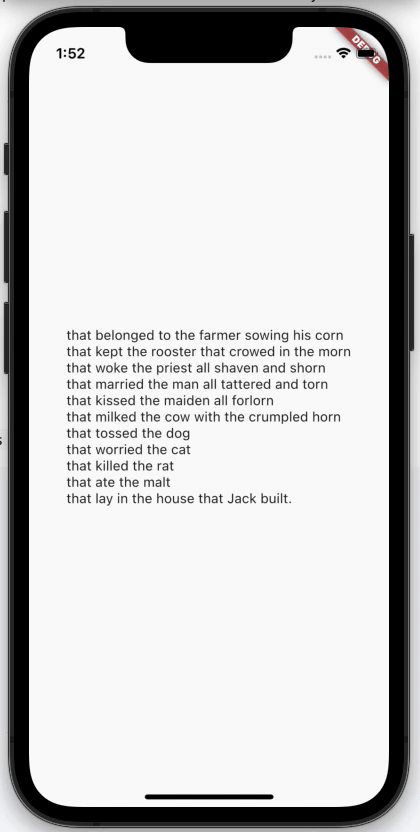 1:52
DEBUG
that belonged to the farmer sowing his corn
that kept the rooster that crowed in the morn
that woke the priest all shaven and shorn
that married the man all tattered and torn
that kissed the maiden all forlorn
that milked the cow with the crumpled horn
that tossed the dog
that worried the cat
that killed the rat
that ate the malt
that lay in the house that Jack built.